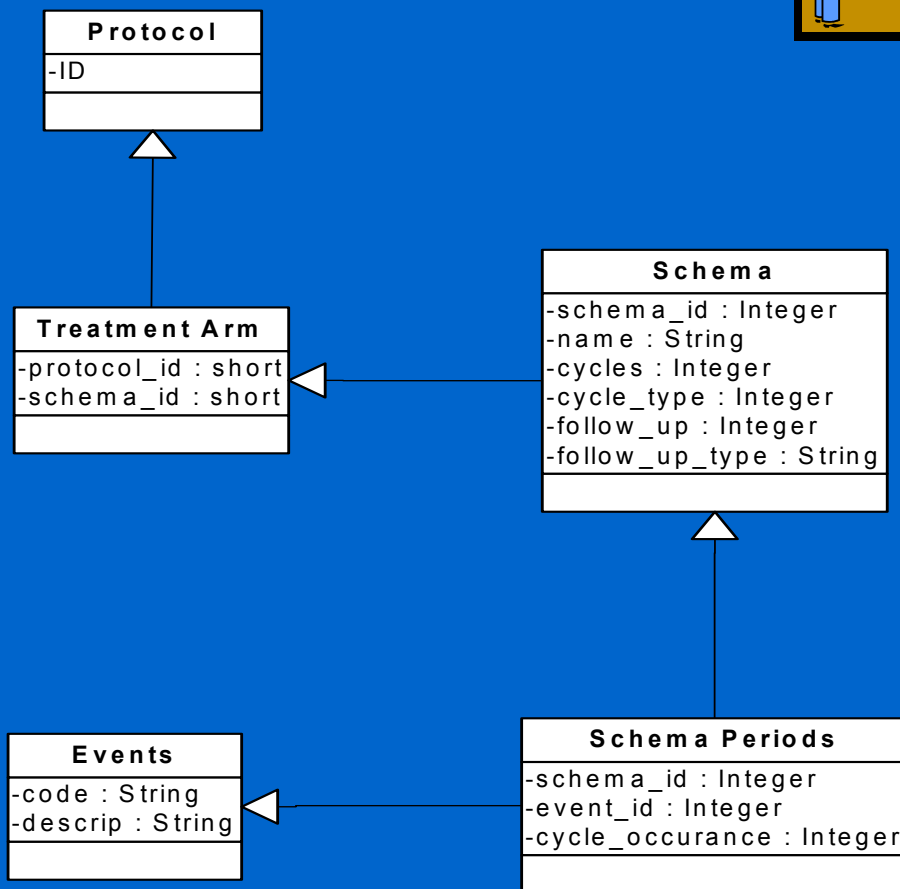 Protocol
-ID
Treatment Arm
-protocol_id : short
-schema_id : short
Schema
-schema_id : Integer
-name : String
-cycles : Integer
-cycle_type : Integer
-follow_up : Integer
-follow_up_type : String
Events
-code : String
-descrip : String
Schema Periods
-schema_id : Integer
-event_id : Integer
-cycle_occurance : Integer